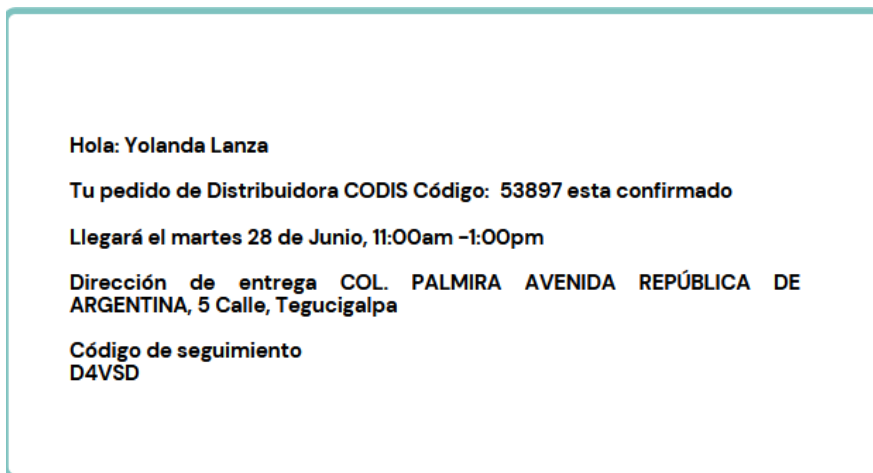 Hola: Yolanda Lanza
Tu pedido de Distribuidora CODIS Código:  53897 esta confirmado
Llegará el martes 28 de Junio, 11:00am -1:00pm
Dirección de entrega COL. PALMIRA AVENIDA REPÚBLICA DE
ARGENTINA, 5 Calle, Tegucigalpa
Código de seguimiento
D4VSD